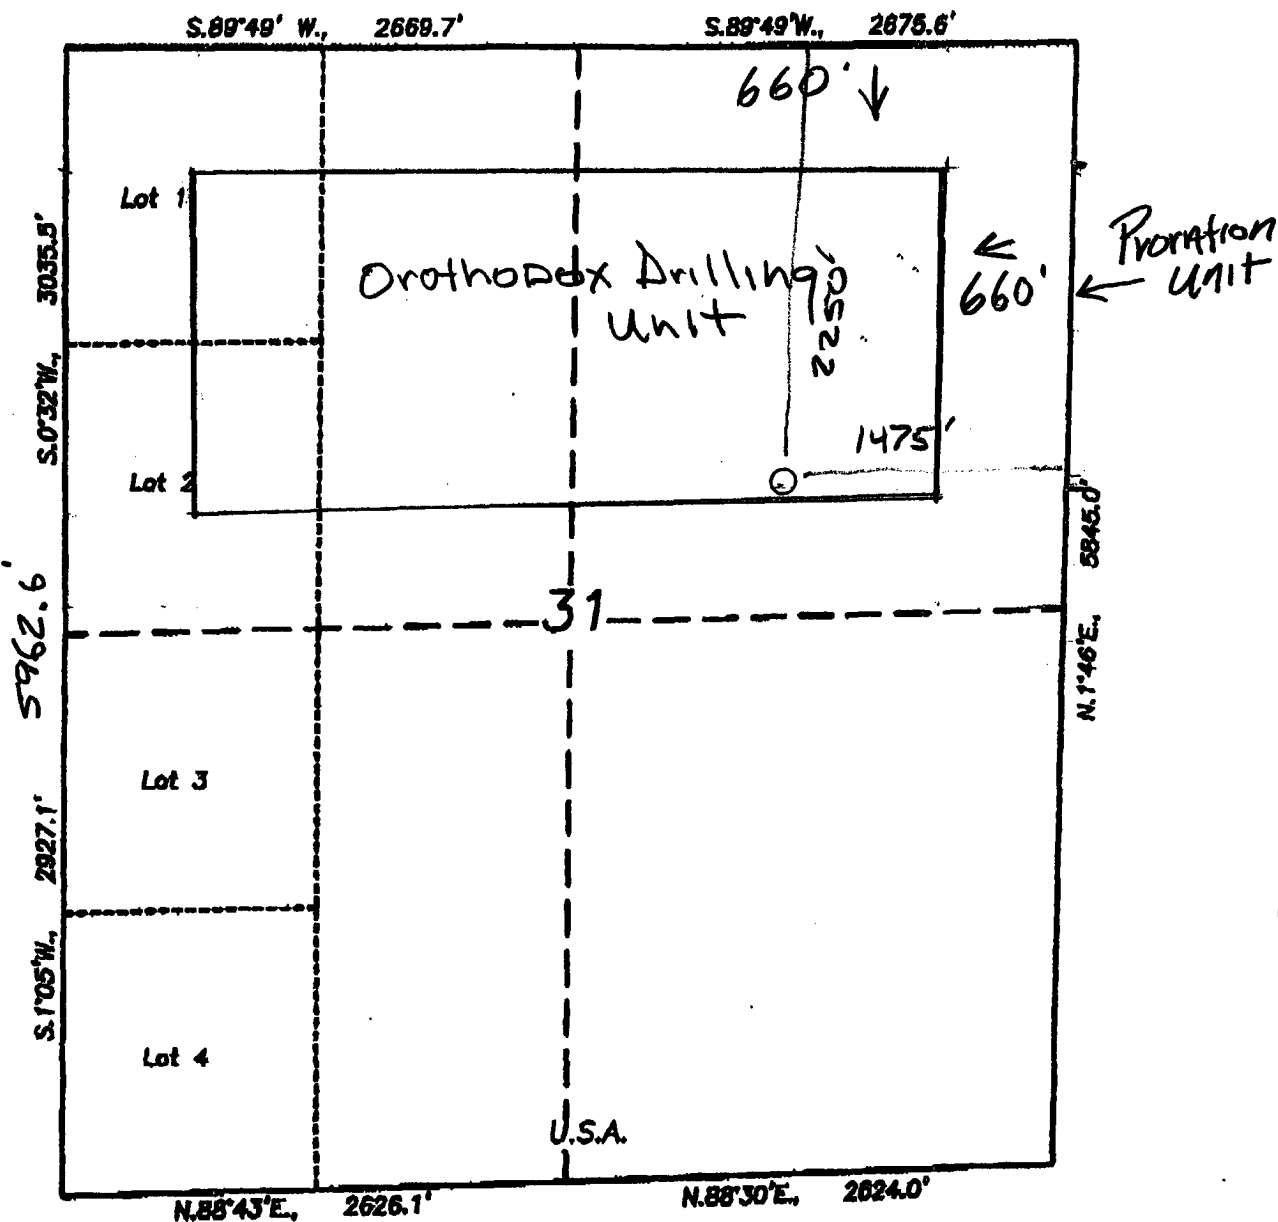 S.89°49' W., 2669.7'
S.89°49'W., 2675.6'
660'
Lot 1
Orothodox Drilling
Unit
2250'
660'
Proration
Unit
S.0°32'W., 3035.5'
1475'
Lot 2
5962.6'
31
N.1°46'E., 5845.0'
Lot 3
S.1°05'W., 2927.1'
Lot 4
U.S.A.
N.88°43'E., 2626.1'
N.88°30'E., 2624.0'